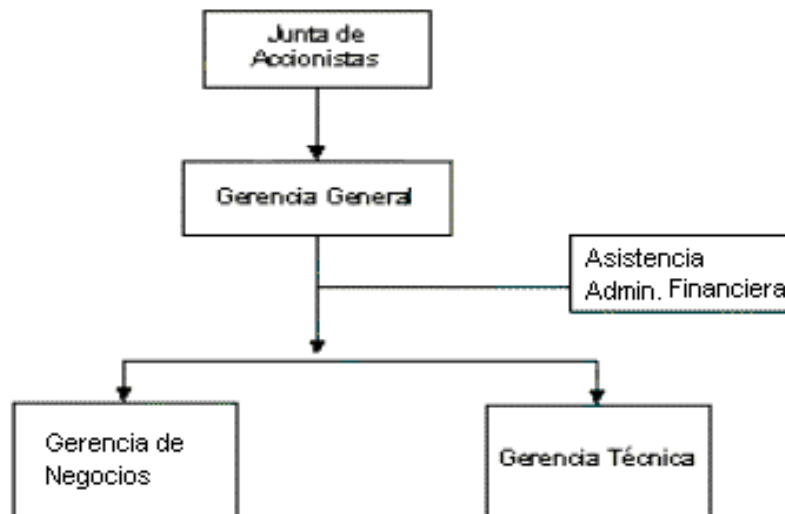 Junta de
Accionistas
Gerencia General
Asistencia
Admin. Financiera
Gerencia de
Negocios
Gerencia Técnica